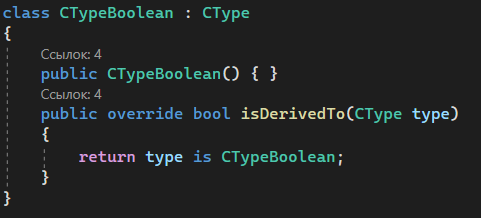 class CTypeBoolean : CType
{
Ссылок: 4
public CTypeBoolean() { }
Ссылок: 4
public override bool isDerivedTo(CType type)
{
return type is CTypeBoolean;
}
}